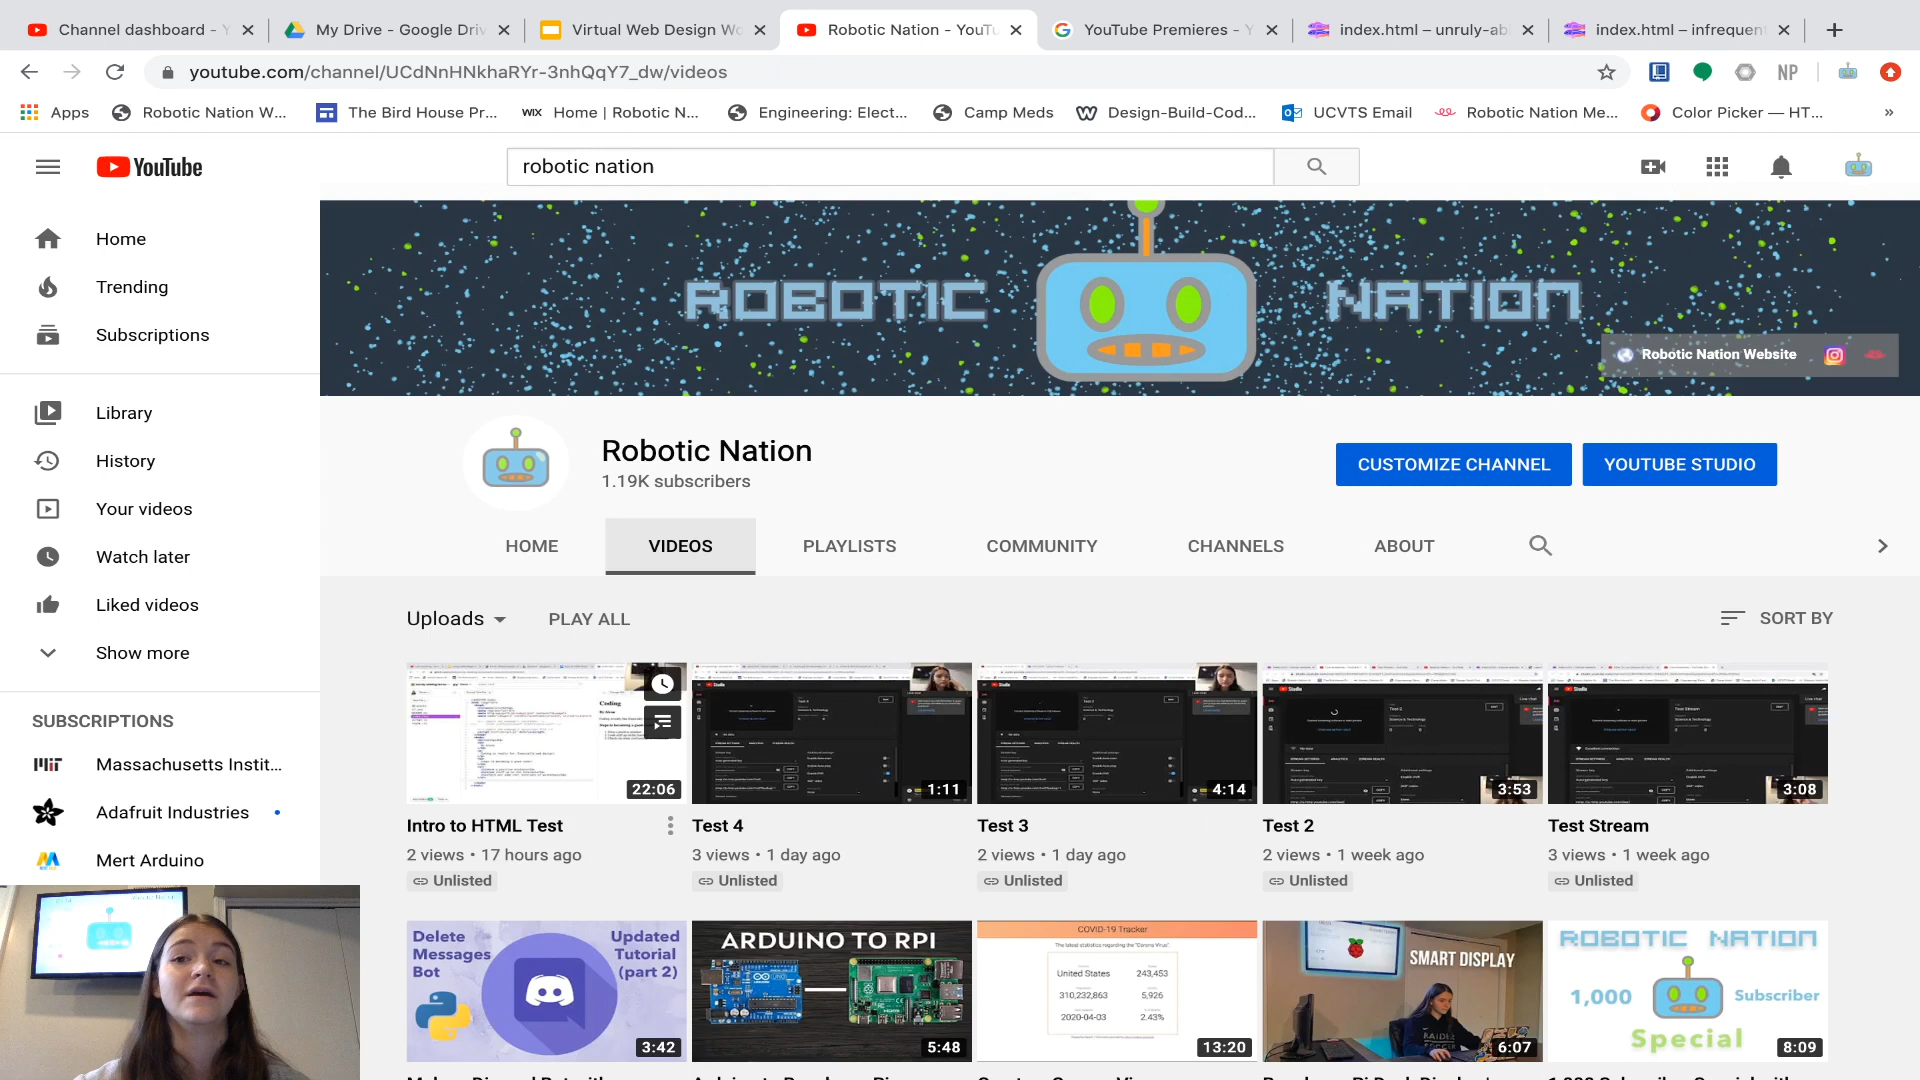 Channel dashboard - Y
My Drive - Google Driv
Virtual Web Design Wo
Robotic Nation - YouTu
YouTube Premieres - Y
index.html – unruly-ab
index.html – infrequent
youtube.com/channel/UCdNnHNkhaRYr-3nhQqY7_dw/videos
NP
Apps
Robotic Nation W...
The Bird House Pr...
WIX Home | Robotic N...
Engineering: Elect...
Camp Meds
Design-Build-Cod...
UCVTS Email
Robotic Nation Me...
Color Picker — HT...
»
YouTube
robotic nation
Home
Trending
Subscriptions
Library
History
Your videos
Watch later
Liked videos
Show more
SUBSCRIPTIONS
Massachusetts Instit...
Adafruit Industries
Mert Arduino
ROBOTIC NATION
Robotic Nation Website
Robotic Nation
1.19K subscribers
CUSTOMIZE CHANNEL
YOUTUBE STUDIO
HOME
VIDEOS
PLAYLISTS
COMMUNITY
CHANNELS
ABOUT
Uploads
PLAY ALL
SORT BY
22:06
Intro to HTML Test
2 views • 17 hours ago
Unlisted
1:11
Test 4
3 views • 1 day ago
Unlisted
4:14
Test 3
2 views • 1 day ago
Unlisted
3:53
Test 2
2 views • 1 week ago
Unlisted
3:08
Test Stream
3 views • 1 week ago
Unlisted
Delete
Messages
Bot
Updated
Tutorial
(part 2)
3:42
ARDUINO TO RPI
5:48
COVID-19 Tracker
The latest statistics regarding the "Corona Virus".
United States 243,453
310,232,863 5,926
2020-04-03 2.43%
13:20
SMART DISPLAY
6:07
ROBOTIC NATION
1,000 Subscriber
Special
8:09